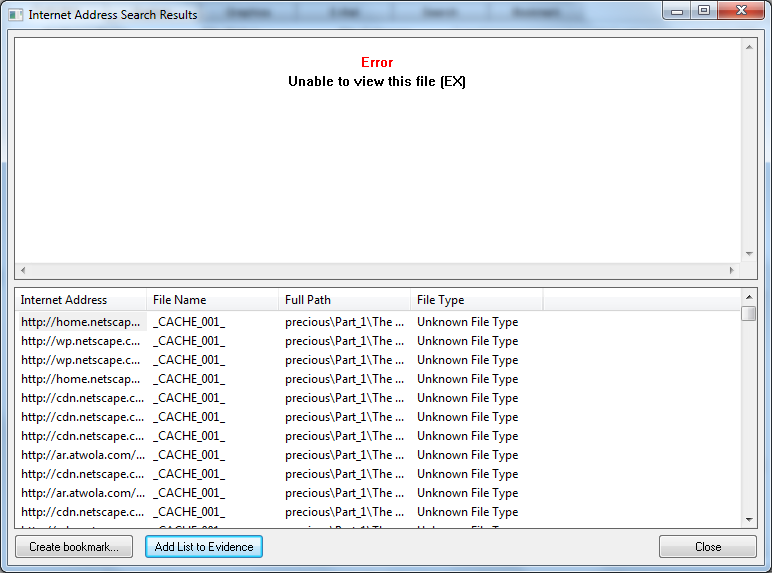 Internet Address Search Results
Graphics E-Mail Search Bookmark
Error
Unable to view this file (EX)
Internet Address File Name Full Path File Type
http://home.netscap... _CACHE_001_ precious\Part_1\The ... Unknown File Type
http://wp.netscape.c... _CACHE_001_ precious\Part_1\The ... Unknown File Type
http://wp.netscape.c... _CACHE_001_ precious\Part_1\The ... Unknown File Type
http://home.netscap... _CACHE_001_ precious\Part_1\The ... Unknown File Type
http://cdn.netscape.c... _CACHE_001_ precious\Part_1\The ... Unknown File Type
http://cdn.netscape.c... _CACHE_001_ precious\Part_1\The ... Unknown File Type
http://cdn.netscape.c... _CACHE_001_ precious\Part_1\The ... Unknown File Type
http://ar.atwola.com/... _CACHE_001_ precious\Part_1\The ... Unknown File Type
http://cdn.netscape.c... _CACHE_001_ precious\Part_1\The ... Unknown File Type
http://ar.atwola.com/... _CACHE_001_ precious\Part_1\The ... Unknown File Type
http://cdn.netscape.c... _CACHE_001_ precious\Part_1\The ... Unknown File Type
Create bookmark... Add List to Evidence Close